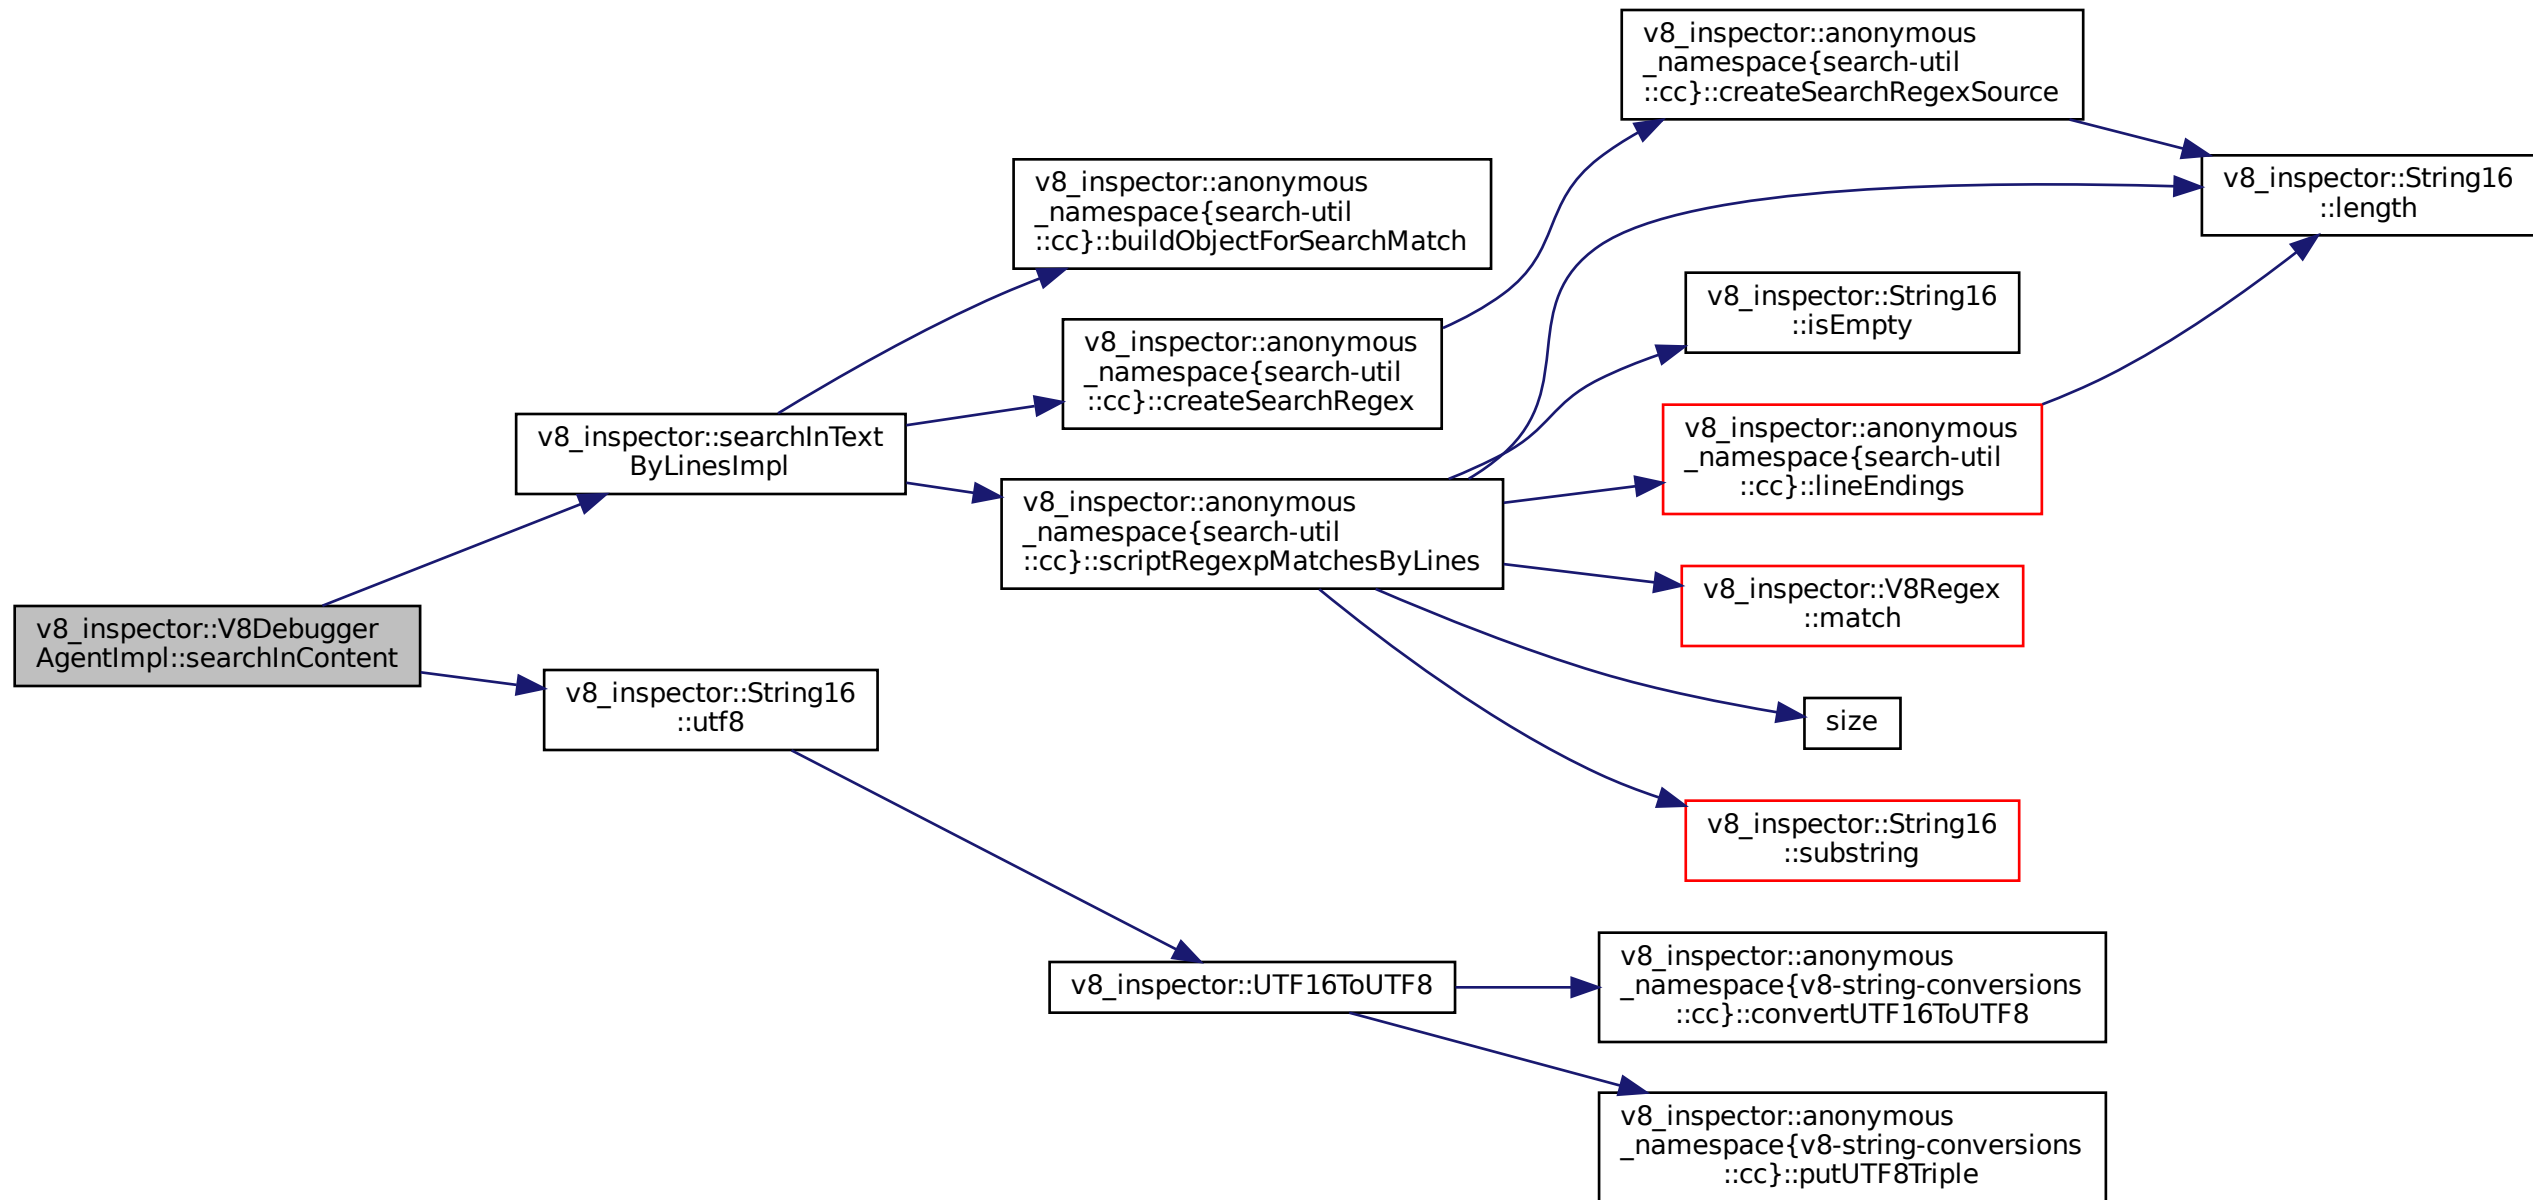 v8_inspector::anonymous
_namespace{search-util
::cc}::createSearchRegexSource
v8_inspector::anonymous
_namespace{search-util
::cc}::buildObjectForSearchMatch
v8_inspector::String16
::length
v8_inspector::String16
::isEmpty
v8_inspector::anonymous
_namespace{search-util
::cc}::createSearchRegex
v8_inspector::searchInText
ByLinesImpl
v8_inspector::anonymous
_namespace{search-util
::cc}::lineEndings
v8_inspector::anonymous
_namespace{search-util
::cc}::scriptRegexpMatchesByLines
v8_inspector::V8Regex
::match
v8_inspector::V8Debugger
AgentImpl::searchInContent
v8_inspector::String16
::utf8
size
v8_inspector::String16
::substring
v8_inspector::UTF16ToUTF8
v8_inspector::anonymous
_namespace{v8-string-conversions
::cc}::convertUTF16ToUTF8
v8_inspector::anonymous
_namespace{v8-string-conversions
::cc}::putUTF8Triple